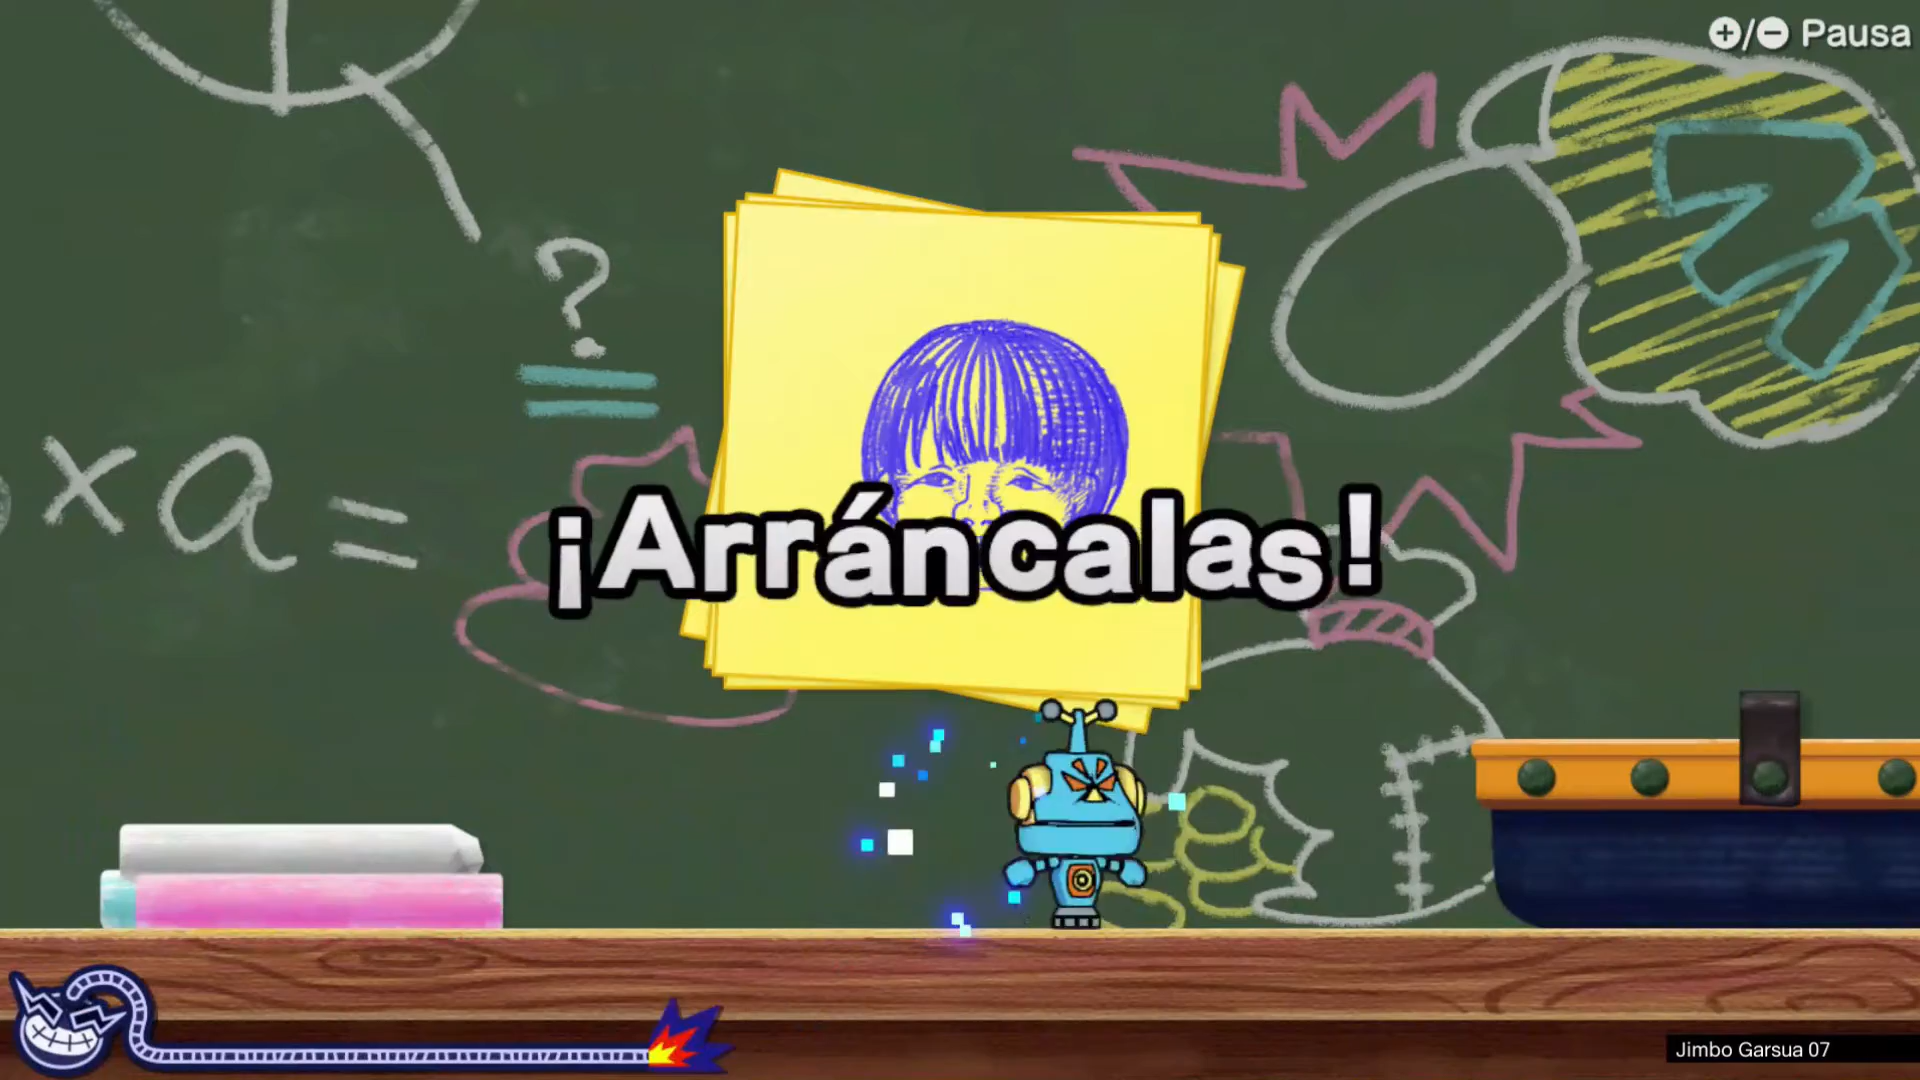 +/- Pausa
?
x a =
¡Arráncalas!
Jimbo Garsua 07